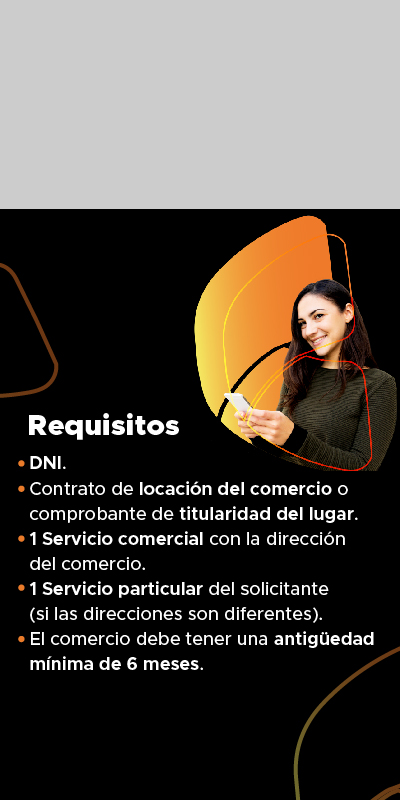 Requisitos
• DNI.
• Contrato de locación del comercio o
comprobante de titularidad del lugar.
• 1 Servicio comercial con la dirección
del comercio.
• 1 Servicio particular del solicitante
(si las direcciones son diferentes).
• El comercio debe tener una antigüedad
mínima de 6 meses.